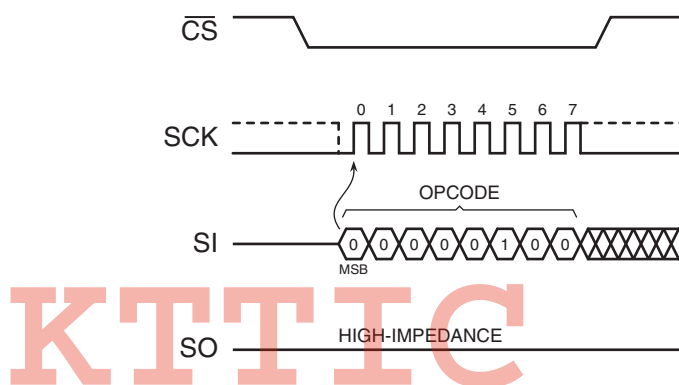 CS
0 1 2 3 4 5 6 7
SCK
OPCODE
SI 0 0 0 0 0 1 0 0
MSB
KTTIC
HIGH-IMPEDANCE
SO